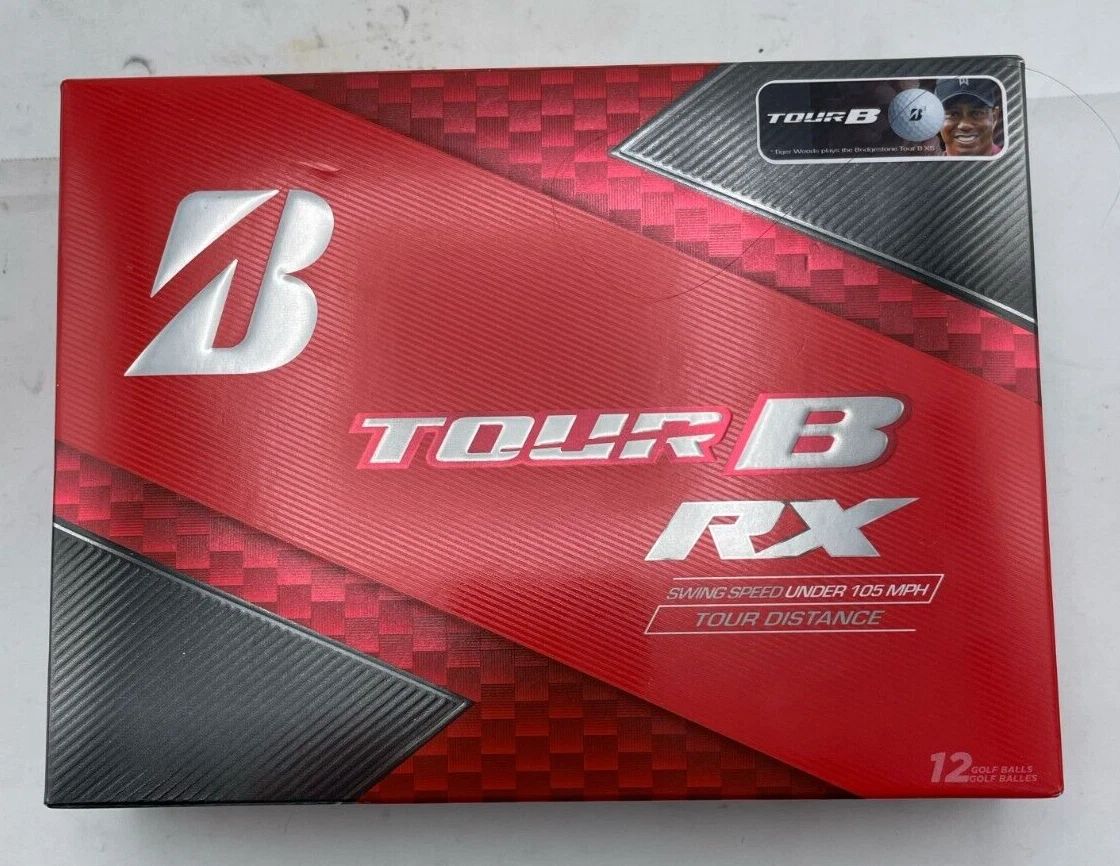 TOUR B
* Tiger Woods plays the Bridgestone Tour B XS
B
TOUR B
RX
SWING SPEED UNDER 105 MPH
TOUR DISTANCE
12 GOLF BALLS
GOLF BALLES